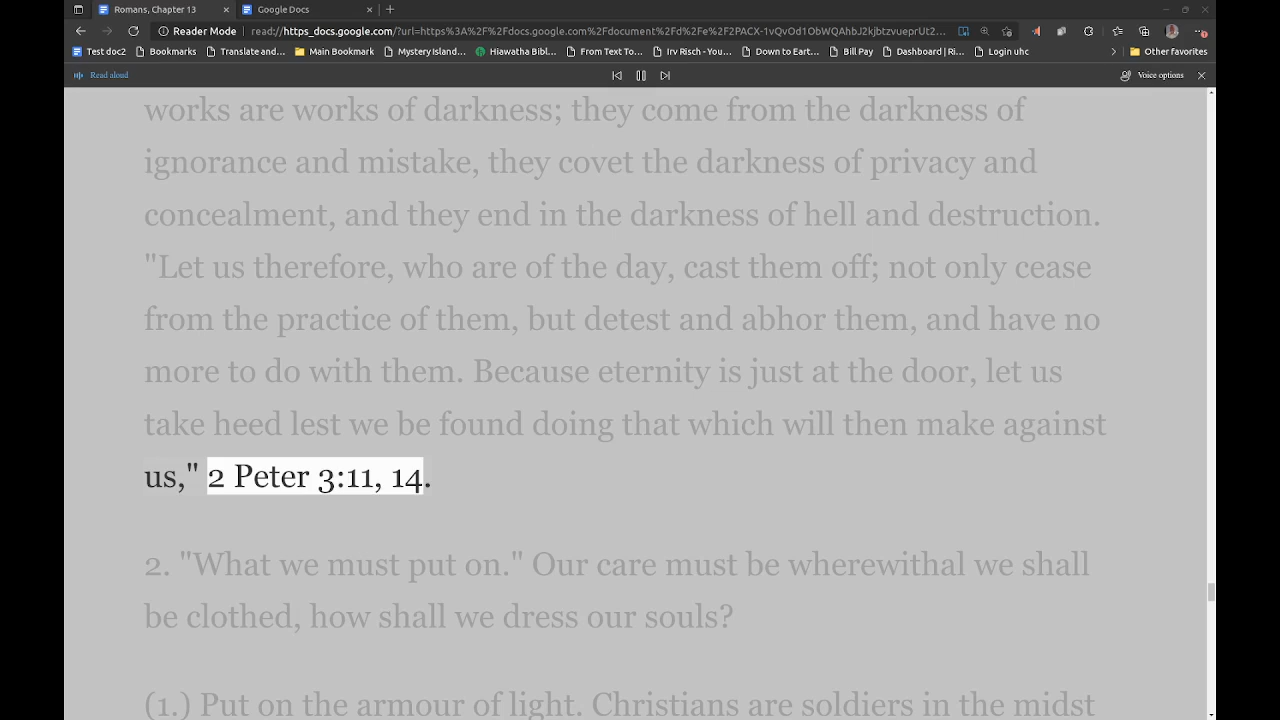 Romans, Chapter 13
Google Docs
Reader Mode
read://https_docs.google.com/?url=https%3A%2F%2Fdocs.google.com%2Fdocument%2Fd%2Fe%2F2PACX-1vQvOd1ObWQAhbJ2kjbtzvueprUt2...
Test doc2
Bookmarks
Translate and...
Main Bookmark
Mystery Island...
Hiawatha Bibl...
From Text To...
Irv Risch - You...
Down to Eart...
Bill Pay
Dashboard | Ri...
Login uhc
Other favorites
Read aloud
Voice options
works are works of darkness; they come from the darkness of
ignorance and mistake, they covet the darkness of privacy and
concealment, and they end in the darkness of hell and destruction.
"Let us therefore, who are of the day, cast them off; not only cease
from the practice of them, but detest and abhor them, and have no
more to do with them. Because eternity is just at the door, let us
take heed lest we be found doing that which will then make against
us," 2 Peter 3:11, 14.
2. "What we must put on." Our care must be wherewithal we shall
be clothed, how shall we dress our souls?
(1.) Put on the armour of light. Christians are soldiers in the midst